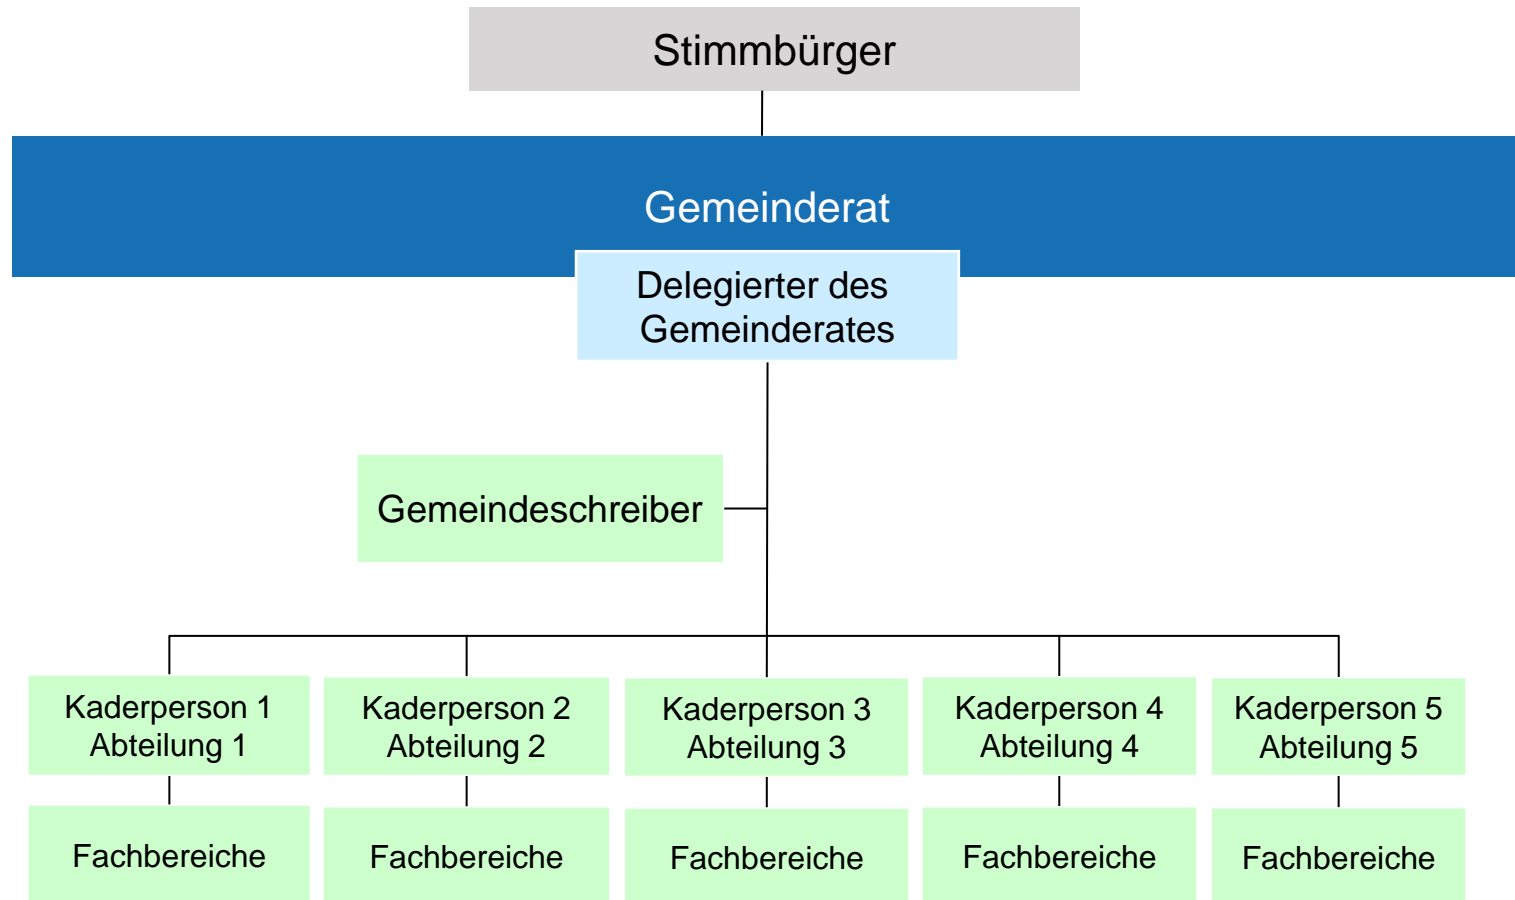 Stimmbürger
Gemeinderat
Delegierter des
Gemeinderates
Gemeindeschreiber
Kaderperson 1
Abteilung 1
Kaderperson 2
Abteilung 2
Kaderperson 3
Abteilung 3
Kaderperson 4
Abteilung 4
Kaderperson 5
Abteilung 5
Fachbereiche
Fachbereiche
Fachbereiche
Fachbereiche
Fachbereiche